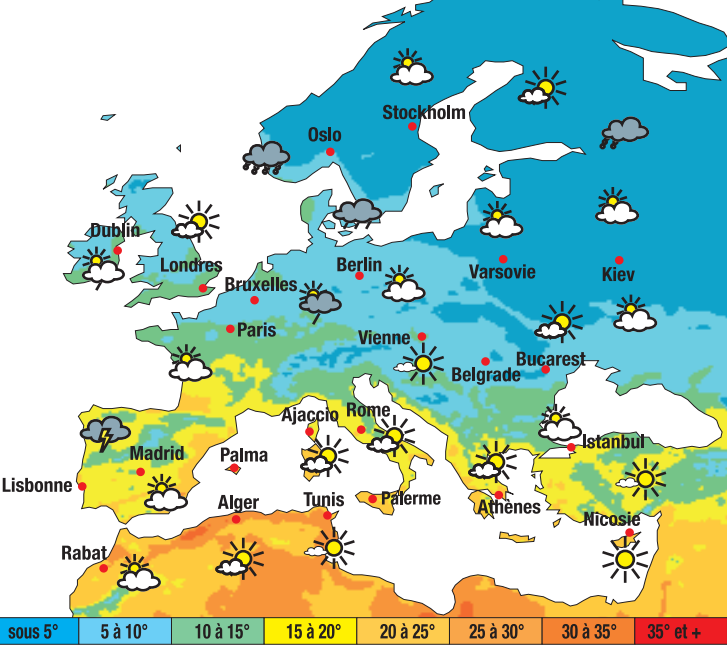 Stockholm
Oslo
Dublin
Londres
Berlin
Varsovie
Kiev
Bruxelles
Paris
Vienne
Bucarest
Belgrade
Ajaccio
Rome
Istanbul
Madrid
Palma
Lisbonne
Alger
Tunis
Palerme
Athènes
Nicosie
Rabat
sous 5° 5 à 10° 10 à 15° 15 à 20° 20 à 25° 25 à 30° 30 à 35° 35° et +